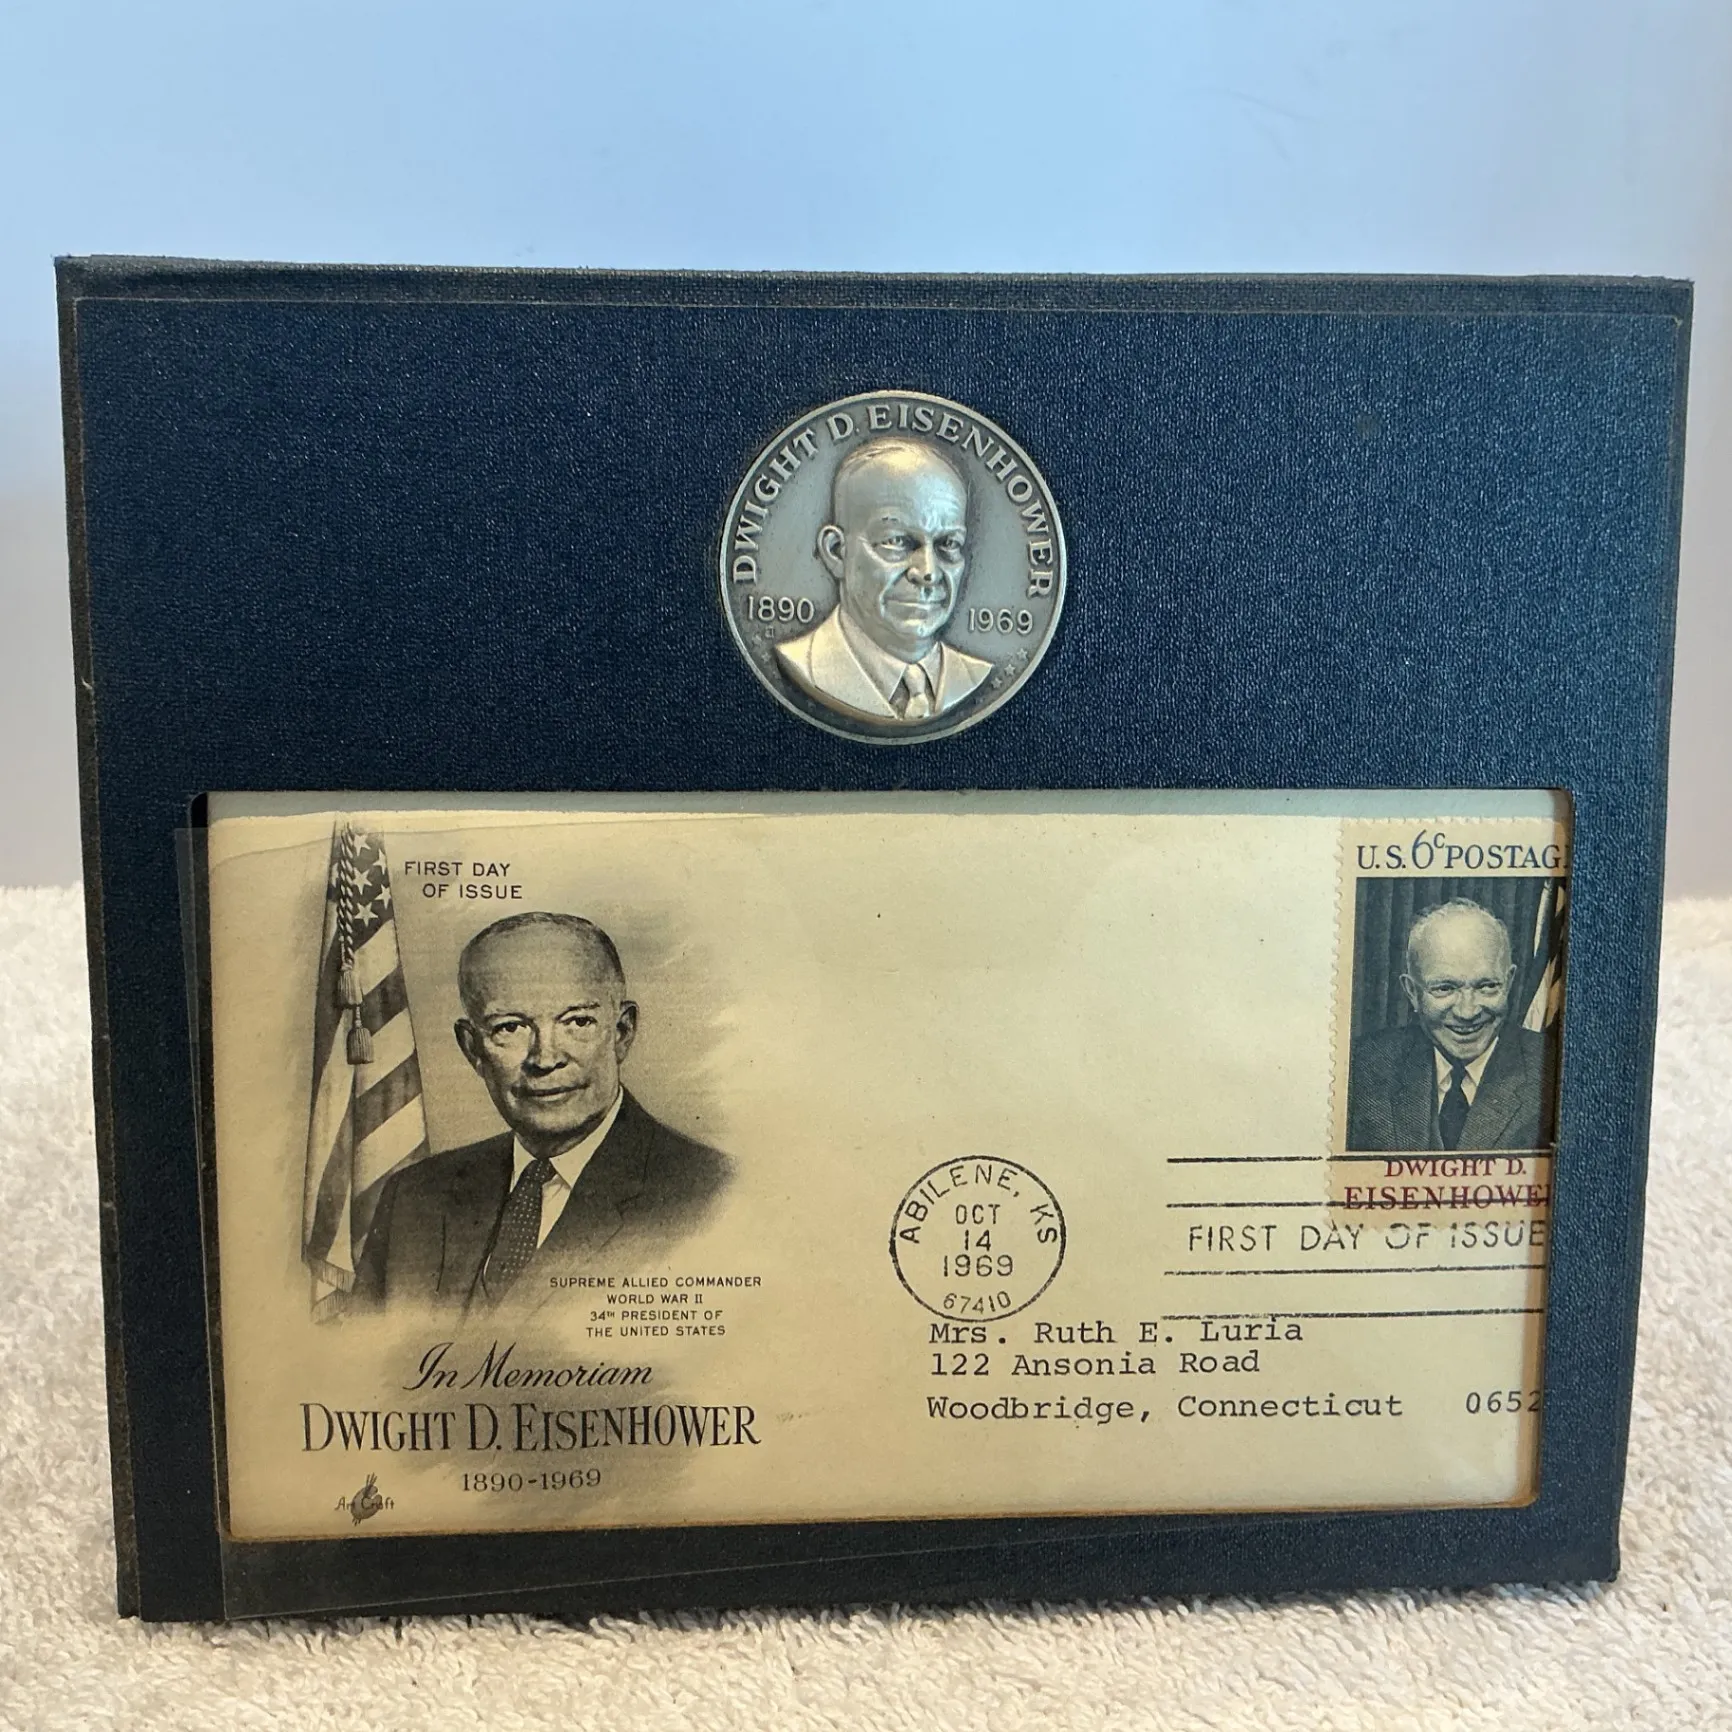 DWIGHT D. EISENHOWER
1890 1969
FIRST DAY
OF ISSUE
U.S. 6c POSTAG
SUPREME ALLIED COMMANDER
WORLD WAR II
34TH PRESIDENT OF
THE UNITED STATES
In Memoriam
DWIGHT D. EISENHOWER
1890-1969
Art Craft
DWIGHT D.
EISENHOWE
ABILENE, KS
OCT
14
1969
67410
FIRST DAY OF ISSUE
Mrs. Ruth E. Luria
122 Ansonia Road
Woodbridge, Connecticut 0652